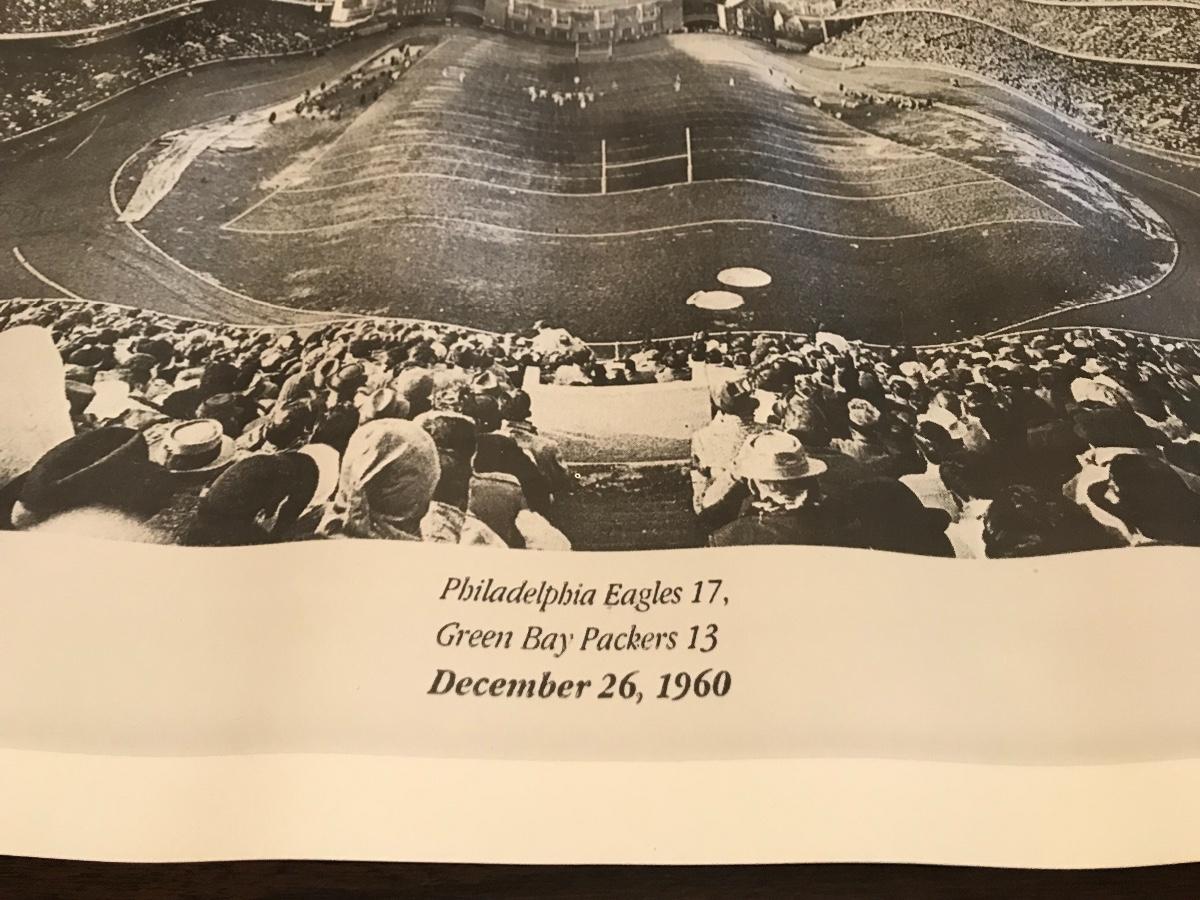 Philadelphia Eagles 17,
Green Bay Packers 13
December 26, 1960